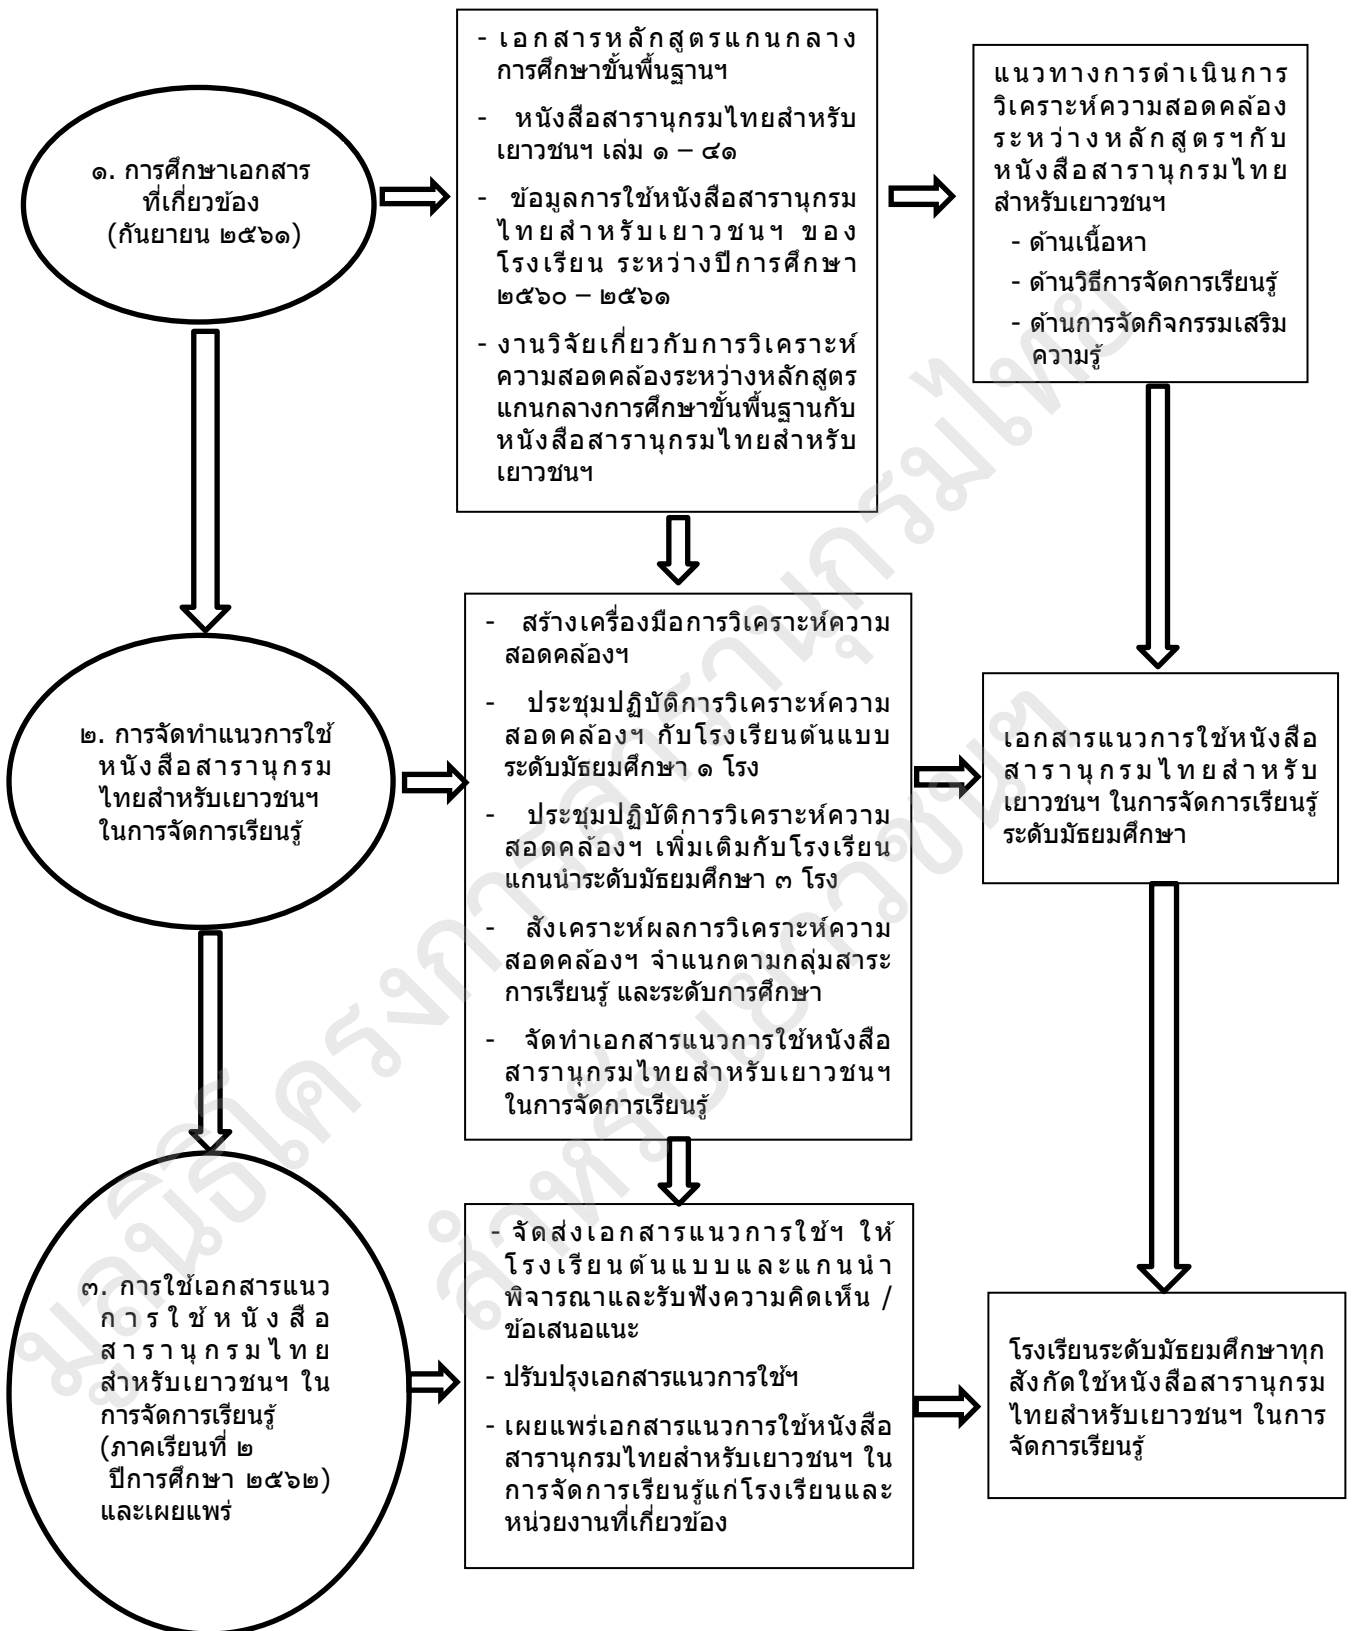 ๑. การศึกษาเอกสาร
ที่เกี่ยวข้อง
(กันยายน ๒๕๖๑)
- เอกสารหลักสูตรแกนกลาง
การศึกษาขั้นพื้นฐานฯ
- หนังสือสารานุกรมไทยสำหรับ
เยาวชนฯ เล่ม ๑ – ๔๑
- ข้อมูลการใช้หนังสือสารานุกรม
ไทยสำหรับเยาวชนฯ ของ
โรงเรียน ระหว่างปีการศึกษา
๒๕๖๐ – ๒๕๖๑
- งานวิจัยเกี่ยวกับการวิเคราะห์
ความสอดคล้องระหว่างหลักสูตร
แกนกลางการศึกษาขั้นพื้นฐานกับ
หนังสือสารานุกรมไทยสำหรับ
เยาวชนฯ
แนวทางการดำเนินการ
วิเคราะห์ความสอดคล้อง
ระหว่างหลักสูตรฯกับ
หนังสือสารานุกรมไทย
สำหรับเยาวชนฯ
- ด้านเนื้อหา
- ด้านวิธีการจัดการเรียนรู้
- ด้านการจัดกิจกรรมเสริม
ความรู้
๒. การจัดทำแนวการใช้
หนังสือสารานุกรม
ไทยสำหรับเยาวชนฯ
ในการจัดการเรียนรู้
- สร้างเครื่องมือการวิเคราะห์ความ
สอดคล้องฯ
- ประชุมปฏิบัติการวิเคราะห์ความ
สอดคล้องฯ กับโรงเรียนต้นแบบ
ระดับมัธยมศึกษา ๑ โรง
- ประชุมปฏิบัติการวิเคราะห์ความ
สอดคล้องฯ เพิ่มเติมกับโรงเรียน
แกนนำระดับมัธยมศึกษา ๓ โรง
- สังเคราะห์ผลการวิเคราะห์ความ
สอดคล้องฯ จำแนกตามกลุ่มสาระ
การเรียนรู้ และระดับการศึกษา
- จัดทำเอกสารแนวการใช้หนังสือ
สารานุกรมไทยสำหรับเยาวชนฯ
ในการจัดการเรียนรู้
เอกสารแนวการใช้หนังสือ
สารานุกรมไทยสำหรับ
เยาวชนฯ ในการจัดการเรียนรู้
ระดับมัธยมศึกษา
๓. การใช้เอกสารแนว
การใช้หนังสือ
สารานุกรมไทย
สำหรับเยาวชนฯ ใน
การจัดการเรียนรู้
(ภาคเรียนที่ ๒
ปีการศึกษา ๒๕๖๒)
และเผยแพร่
- จัดส่งเอกสารแนวการใช้ฯ ให้
โรงเรียนต้นแบบและแกนนำ
พิจารณาและรับฟังความคิดเห็น /
ข้อเสนอแนะ
- ปรับปรุงเอกสารแนวการใช้ฯ
- เผยแพร่เอกสารแนวการใช้หนังสือ
สารานุกรมไทยสำหรับเยาวชนฯ ใน
การจัดการเรียนรู้แก่โรงเรียนและ
หน่วยงานที่เกี่ยวข้อง
โรงเรียนระดับมัธยมศึกษาทุก
สังกัดใช้หนังสือสารานุกรม
ไทยสำหรับเยาวชนฯ ในการ
จัดการเรียนรู้
มูลนิธิโครงการสารานุกรมไทย
สำหรับเยาวชนฯ